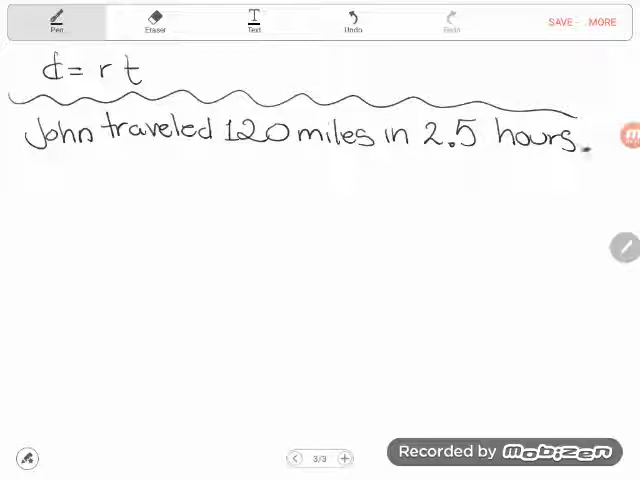 Pen
Eraser
Text
Undo
Redo
SAVE
MORE
d = r t
John traveled 120 miles in 2.5 hours.
3/3
Recorded by mobizen